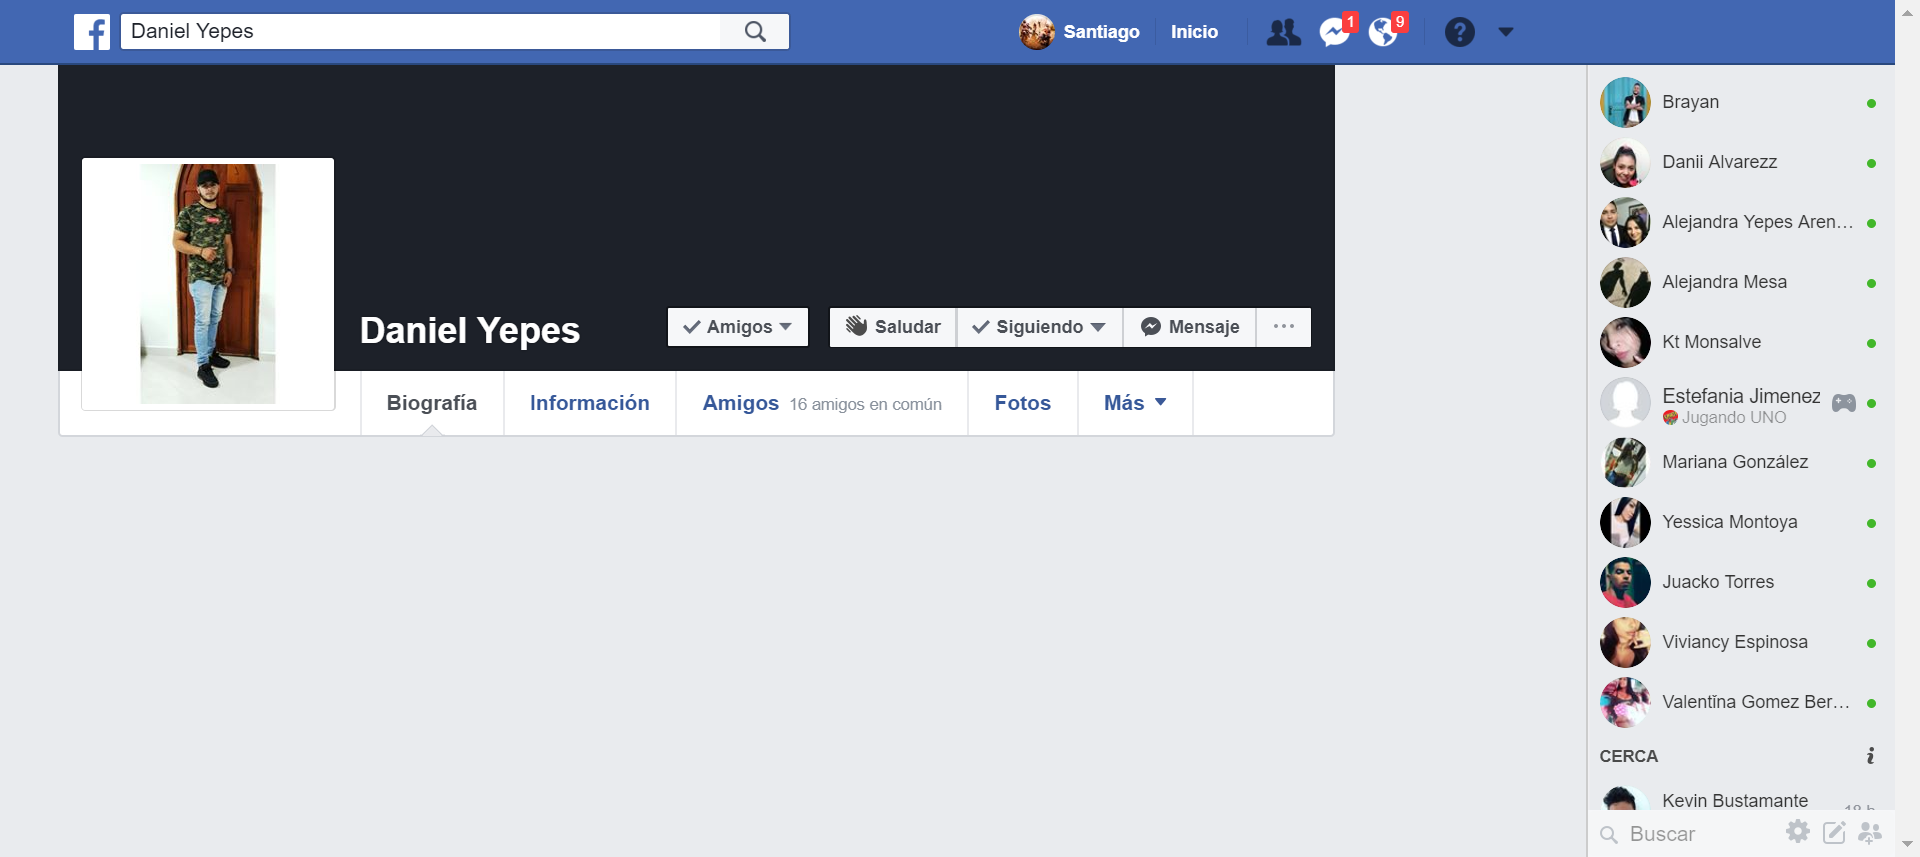 Daniel Yepes
Santiago
Inicio
1
9
?
Daniel Yepes
Amigos
Saludar
Siguiendo
Mensaje
Biografía
Información
Amigos 16 amigos en común
Fotos
Más
Brayan
Danii Alvarezz
Alejandra Yepes Aren...
Alejandra Mesa
Kt Monsalve
Estefania Jimenez
Jugando UNO
Mariana González
Yessica Montoya
Juacko Torres
Viviancy Espinosa
Valentĭna Gomez Ber...
CERCA
Kevin Bustamante
Buscar